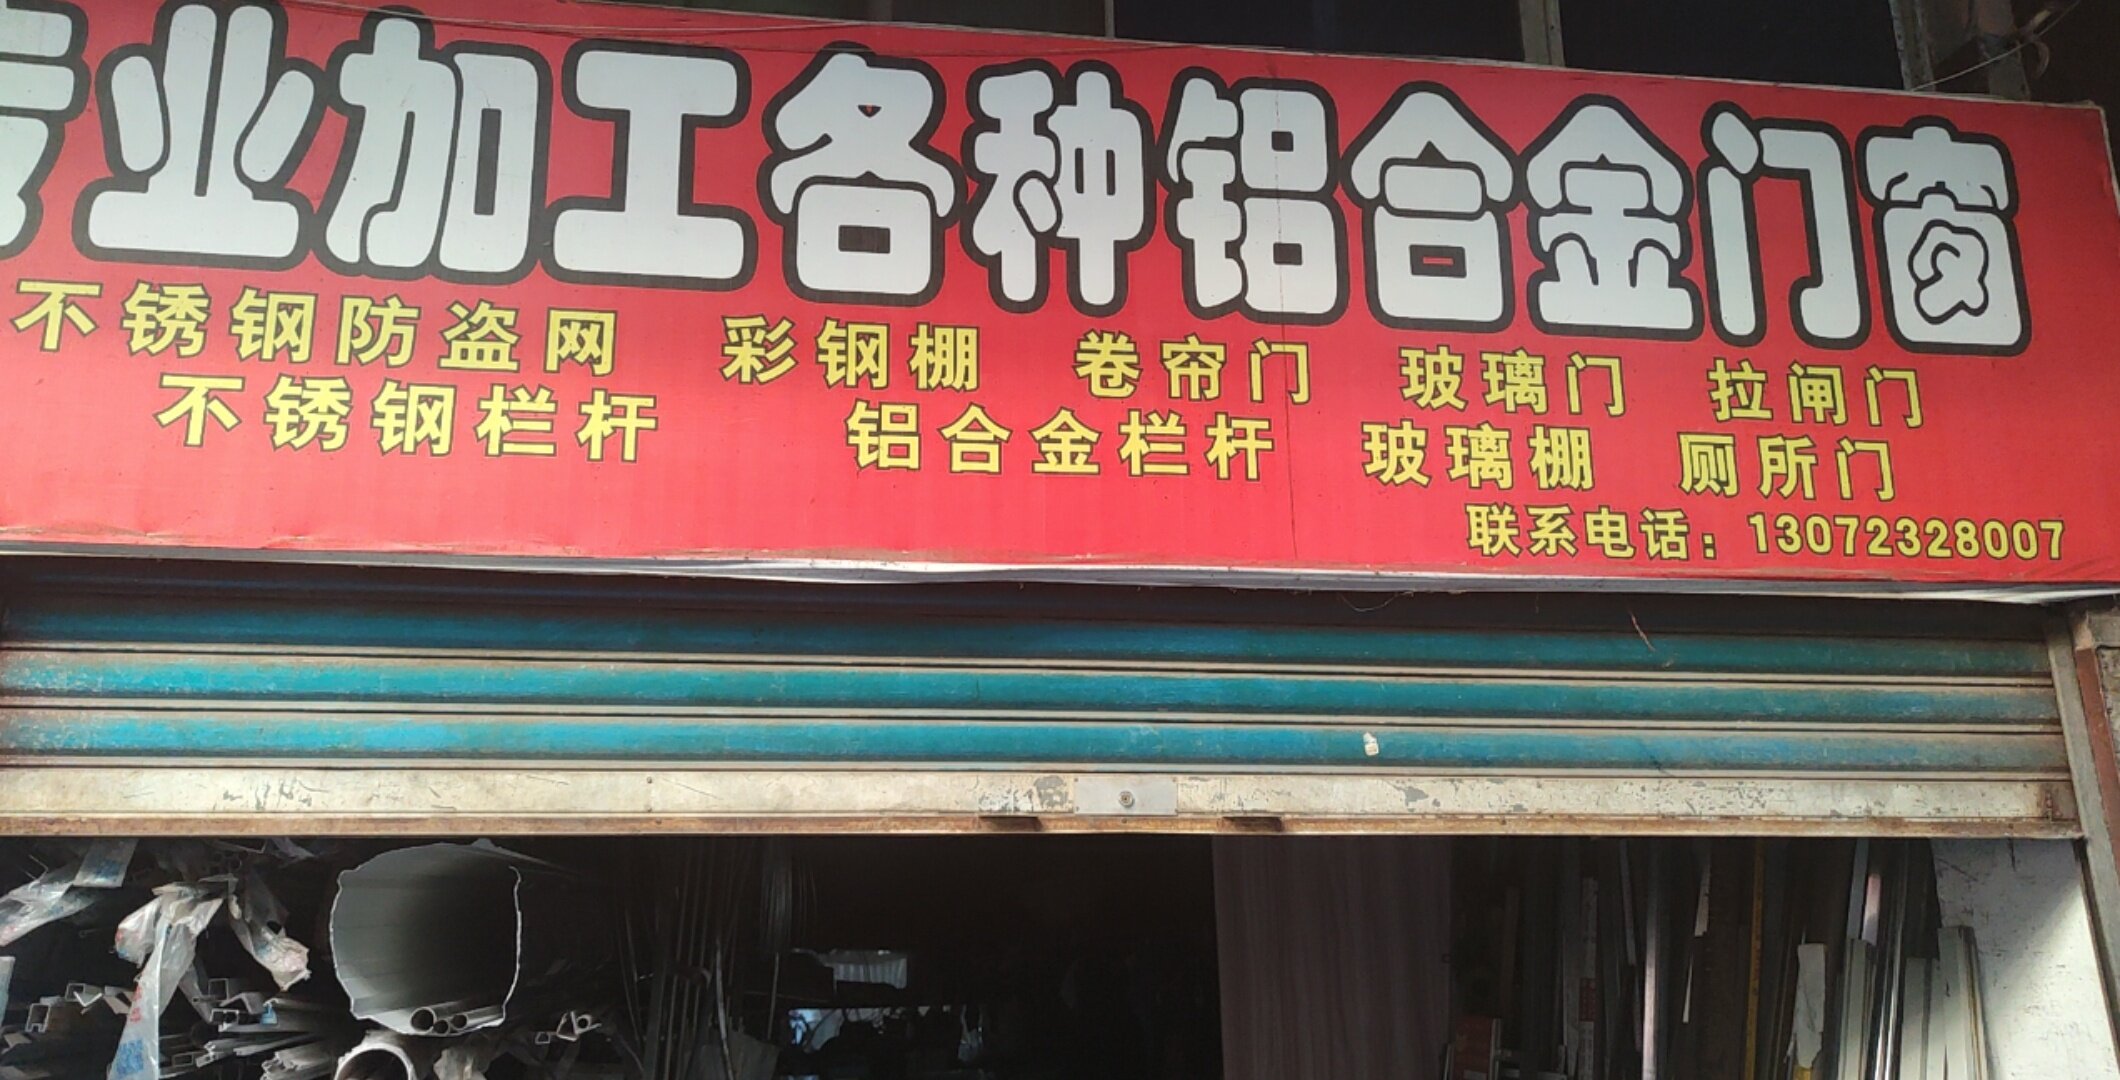 专业加工各种铝合金门窗
不锈钢防盗网 彩钢棚 卷帘门 玻璃门 拉闸门
不锈钢栏杆 铝合金栏杆 玻璃棚 厕所门
联系电话：13072328007